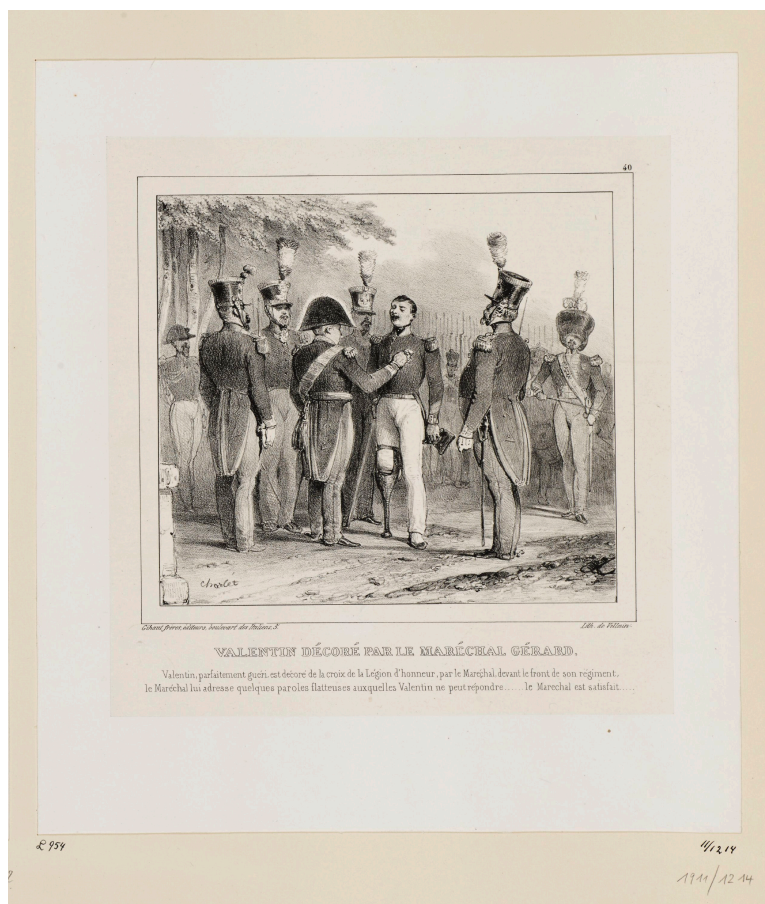 40
Charlet
Gihaut frères, éditeurs, boulevart des Italiens, 5.
Lith. de Villain.
VALENTIN DÉCORÉ PAR LE MARÉCHAL GÉRARD.
Valentin, parfaitement guéri, est décoré de la croix de la Légion d'honneur, par le Maréchal, devant le front de son régiment,
le Maréchal lui adresse quelques paroles flatteuses auxquelles Valentin ne peut répondre...... le Marechal est satisfait.....
L 954
11/1214
1911/1214